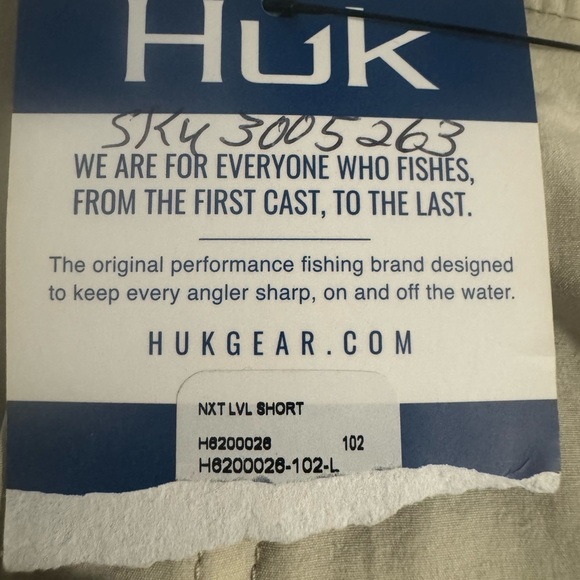 HUK
SKU 3005263
WE ARE FOR EVERYONE WHO FISHES,
FROM THE FIRST CAST, TO THE LAST.
The original performance fishing brand designed
to keep every angler sharp, on and off the water.
HUKGEAR.COM
NXT LVL SHORT
H6200026 102
H6200026-102-L